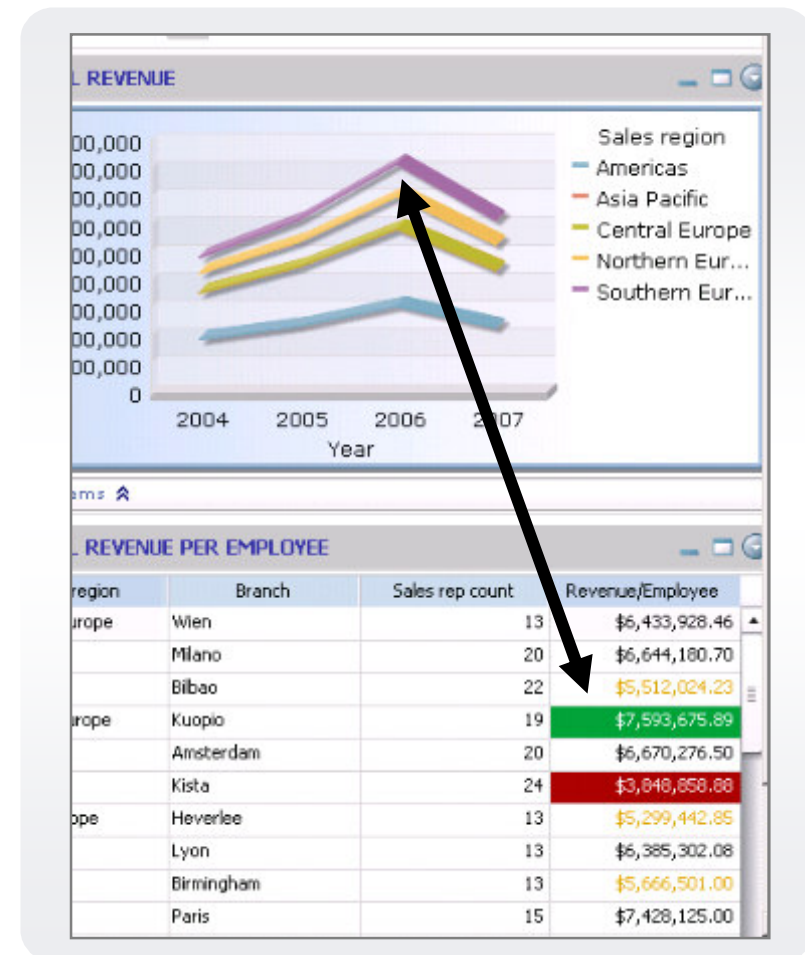 L REVENUE
00,000
00,000
00,000
00,000
00,000
00,000
00,000
00,000
00,000
0
2004 2005 2006 2007
Year
Sales region
Americas
Asia Pacific
Central Europe
Northern Eur...
Southern Eur...
ams
L REVENUE PER EMPLOYEE
region Branch Sales rep count Revenue/Employee
urope Wien 13 $6,433,928.46
Milano 20 $6,644,180.70
Bilbao 22 $5,512,024.23
urope Kuopio 19 $7,593,675.89
Amsterdam 20 $6,670,276.50
Kista 24 $3,848,858.88
ope Heverlee 13 $5,299,442.85
Lyon 13 $6,385,302.08
Birmingham 13 $5,666,501.00
Paris 15 $7,428,125.00